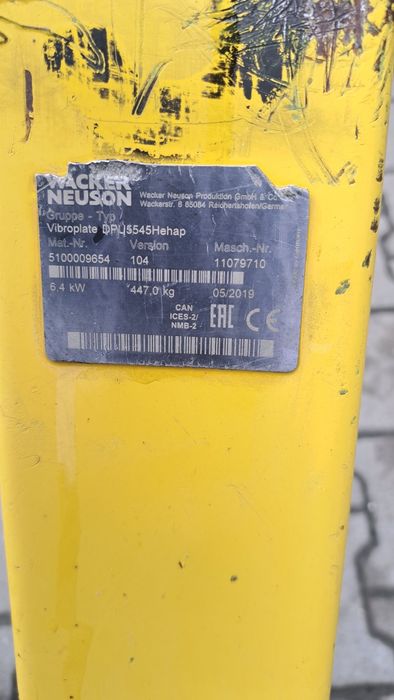 WACKER
NEUSON
Wacker Neuson Produktion GmbH & Co.
Wackerstr. 6 85084 Reichertshofen/Germa
Gruppe - Typ
Vibroplate DPU5545Hehap
Mat.-Nr. Version Masch.-Nr.
5100009654 104 11079710
6,4 kW 447,0 kg 05/2019
CAN
ICES-2/
NMB-2
EAC CE